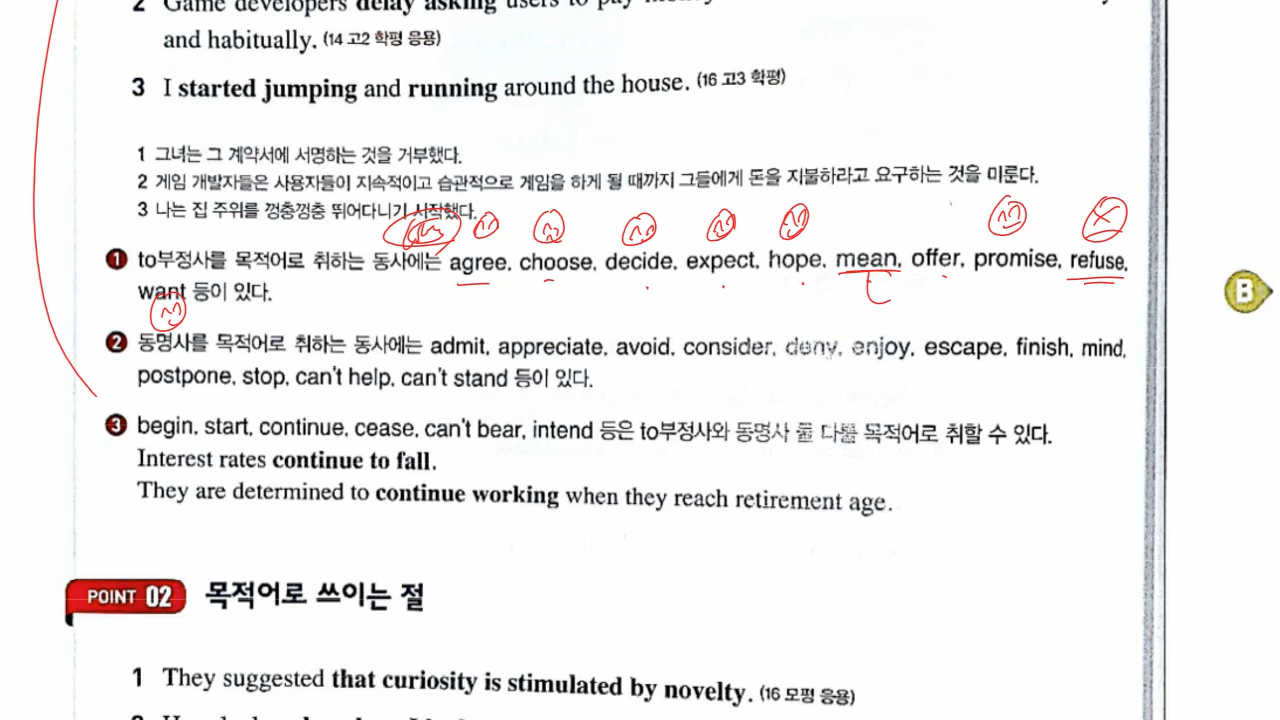 2 Game developers delay asking users to pay money
and habitually. (14 고2 학평 응용)
3 I started jumping and running around the house. (16 고3 학평)
1 그녀는 그 계약서에 서명하는 것을 거부했다.
2 게임 개발자들은 사용자들이 지속적이고 습관적으로 게임을 하게 될 때까지 그들에게 돈을 지불하라고 요구하는 것을 미룬다.
3 나는 집 주위를 껑충껑충 뛰어다니기 시작했다.
1 to부정사를 목적어로 취하는 동사에는 agree, choose, decide, expect, hope, mean, offer, promise, refuse,
want 등이 있다.
B
2 동명사를 목적어로 취하는 동사에는 admit, appreciate, avoid, consider, deny, enjoy, escape, finish, mind,
postpone, stop, can't help, can't stand 등이 있다.
3 begin, start, continue, cease, can't bear, intend 등은 to부정사와 동명사 둘 다를 목적어로 취할 수 있다.
Interest rates continue to fall.
They are determined to continue working when they reach retirement age.
POINT 02 목적어로 쓰이는 절
1 They suggested that curiosity is stimulated by novelty. (16 모평 응용)